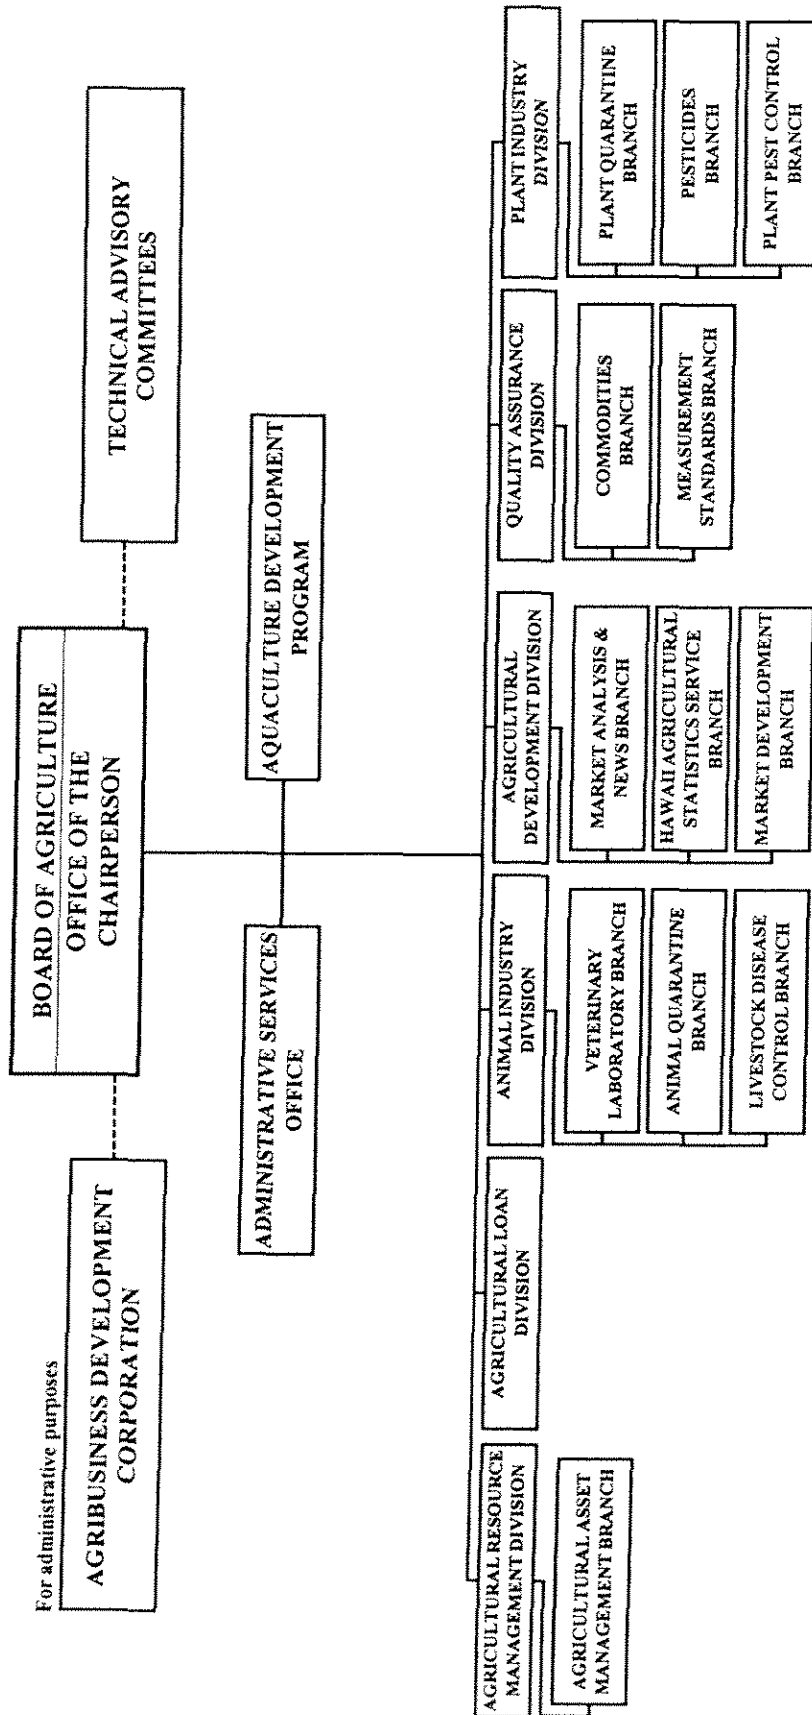 BOARD OF AGRICULTURE
OFFICE OF THE
CHAIRPERSON
For administrative purposes
AGRIBUSINESS DEVELOPMENT
CORPORATION
TECHNICAL ADVISORY
COMMITTEES
ADMINISTRATIVE SERVICES
OFFICE
AQUACULTURE DEVELOPMENT
PROGRAM
AGRICULTURAL RESOURCE
MANAGEMENT DIVISION
AGRICULTURAL ASSET
MANAGEMENT BRANCH
AGRICULTURAL LOAN
DIVISION
ANIMAL INDUSTRY
DIVISION
VETERINARY
LABORATORY BRANCH
ANIMAL QUARANTINE
BRANCH
LIVESTOCK DISEASE
CONTROL BRANCH
AGRICULTURAL
DEVELOPMENT DIVISION
MARKET ANALYSIS &
NEWS BRANCH
HAWAII AGRICULTURAL
STATISTICS SERVICE
BRANCH
MARKET DEVELOPMENT
BRANCH
QUALITY ASSURANCE
DIVISION
COMMODITIES
BRANCH
MEASUREMENT
STANDARDS BRANCH
PLANT INDUSTRY
DIVISION
PLANT QUARANTINE
BRANCH
PESTICIDES
BRANCH
PLANT PEST CONTROL
BRANCH